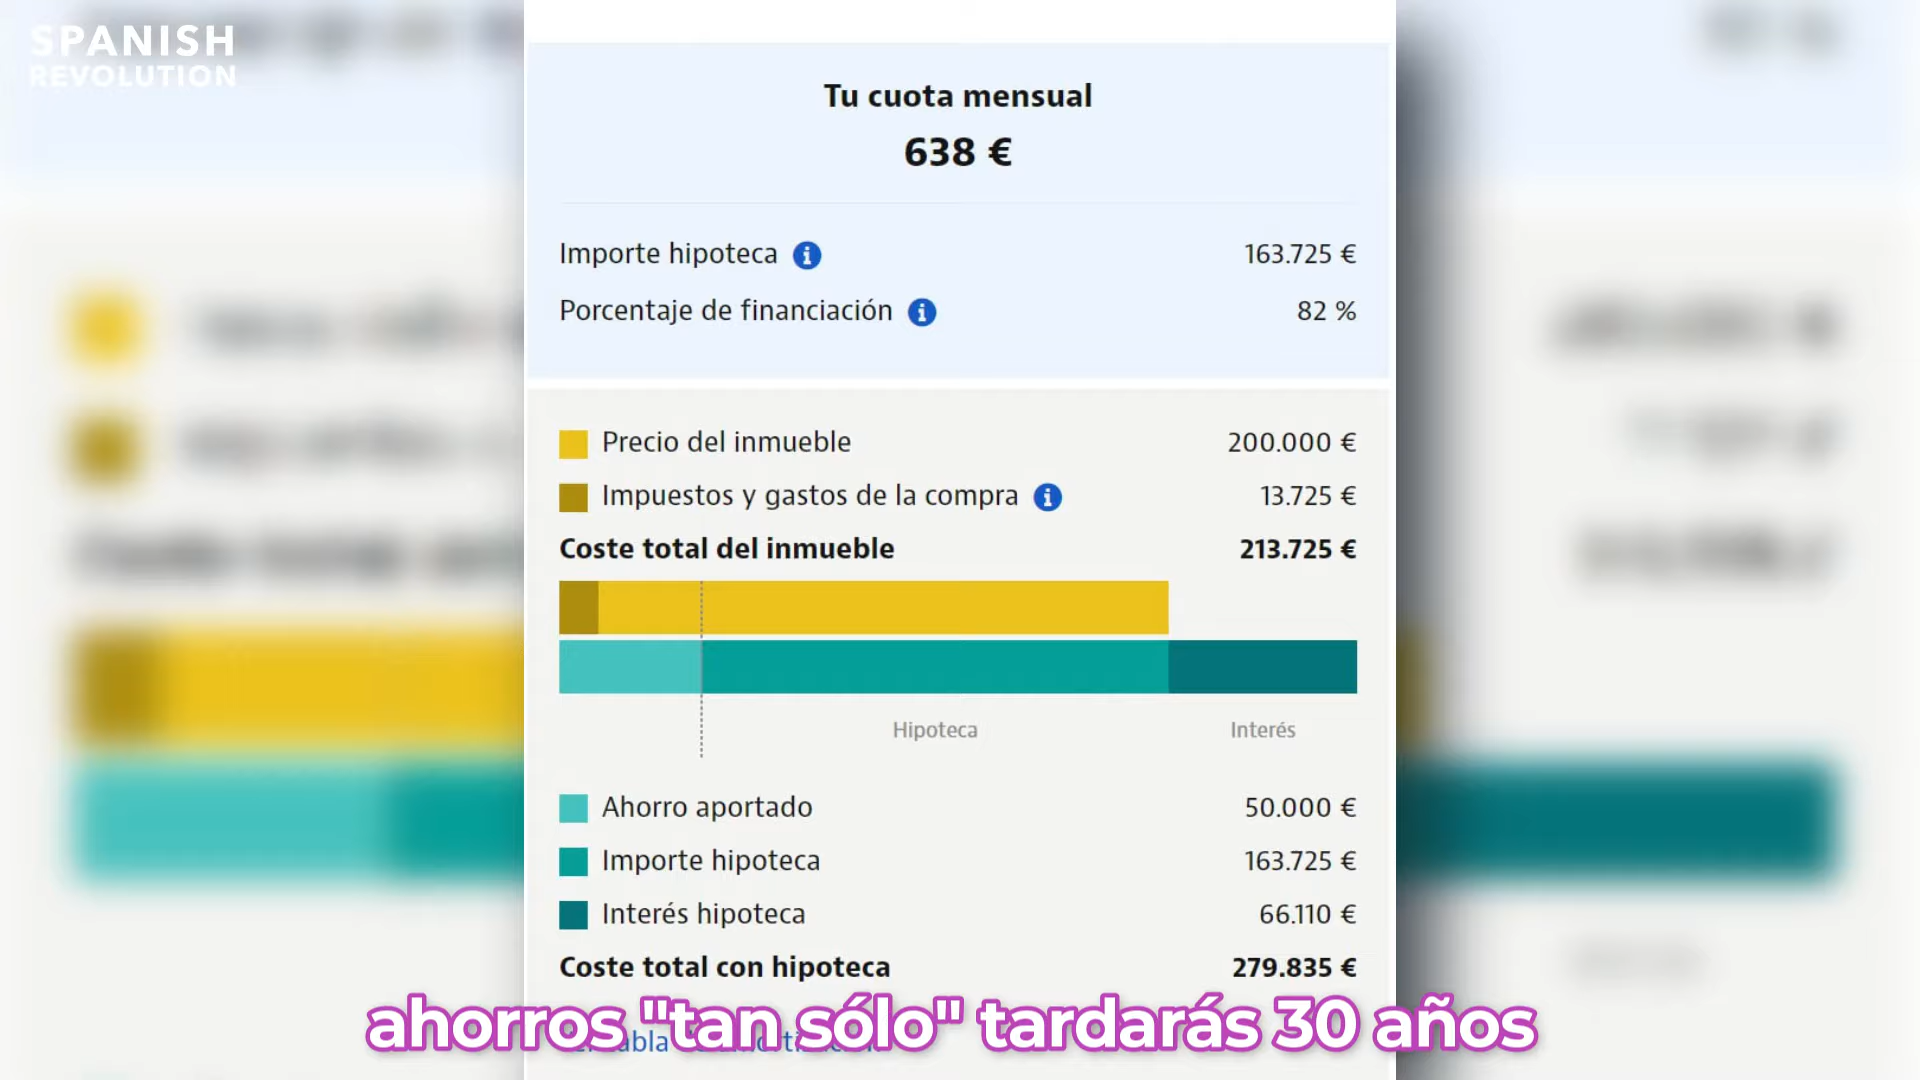 SPANISH
REVOLUTION
Tu cuota mensual
638 €
Importe hipoteca 163.725 €
Porcentaje de financiación 82 %
Precio del inmueble 200.000 €
Impuestos y gastos de la compra 13.725 €
Coste total del inmueble 213.725 €
Hipoteca Interés
Ahorro aportado 50.000 €
Importe hipoteca 163.725 €
Interés hipoteca 66.110 €
Coste total con hipoteca 279.835 €
ahorros "tan sólo" tardarás 30 años